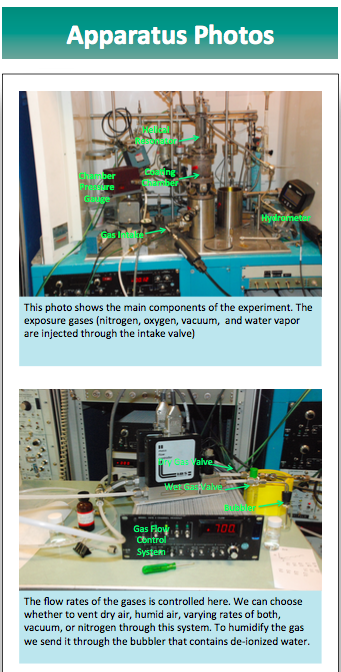 Apparatus Photos
Chamber
Pressure
Gauge
Coating
Chamber
Hydrometer
Gas Intake
This photo shows the main components of the experiment. The
exposure gases (nitrogen, oxygen, vacuum, and water vapor
are injected through the intake valve)
Dry Gas Valve
Wet Gas Valve
Bubbler
Gas Flow
Control
System
700
The flow rates of the gases is controlled here. We can choose
whether to vent dry air, humid air, varying rates of both,
vacuum, or nitrogen through this system. To humidify the gas
we send it through the bubbler that contains de-ionized water.